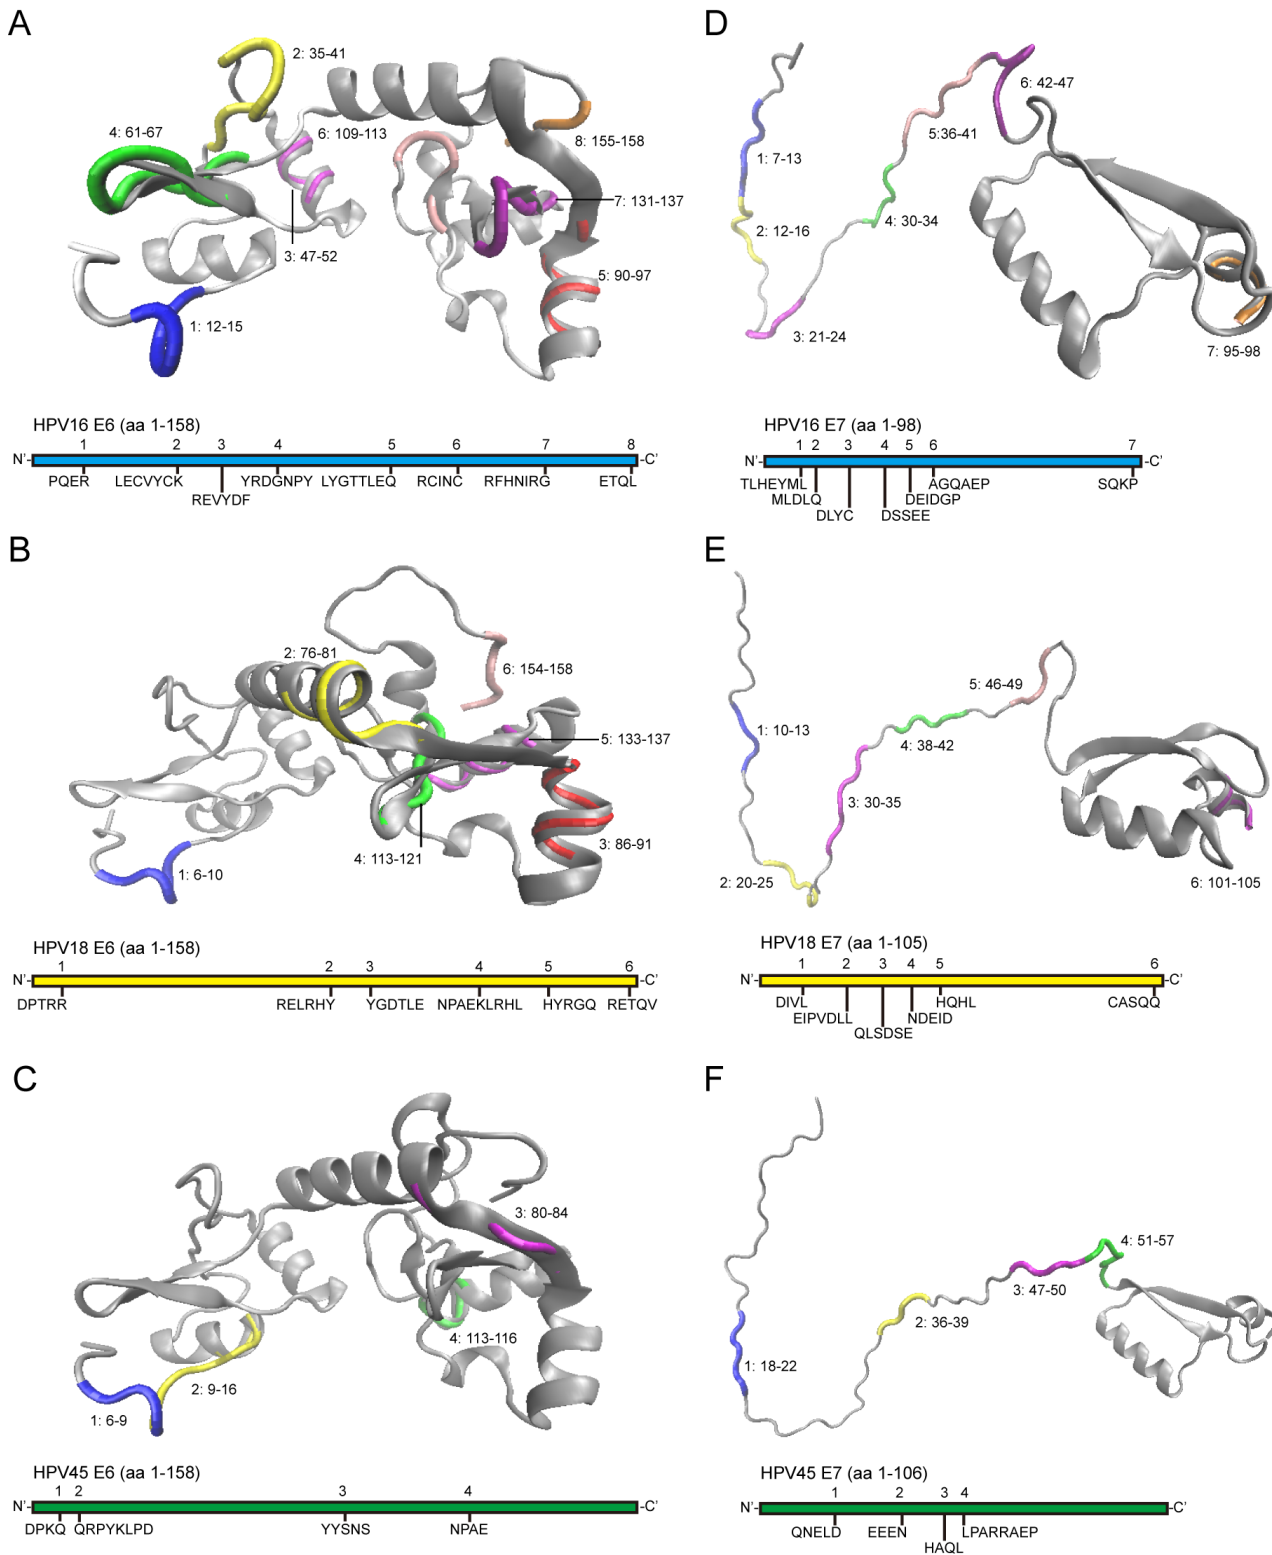 A
2: 35-41
4: 61-67
6: 109-113
8: 155-158
7: 131-137
3: 47-52
5: 90-97
1: 12-15
HPV16 E6 (aa 1-158)
1 2 3 4 5 6 7 8
N'- -C'
PQER LECVYCK YRDGNPY LYGTTLEQ RCINC RFHNIRG ETQL
REVYDF
D
6: 42-47
5:36-41
1: 7-13
4: 30-34
2: 12-16
3: 21-24
7: 95-98
HPV16 E7 (aa 1-98)
1 2 3 4 5 6 7
N'- -C'
TLHEYML AGQAEP SQKP
MLDLQ DEIDGP
DLYC DSSEE
B
2: 76-81
6: 154-158
5: 133-137
4: 113-121
3: 86-91
1: 6-10
HPV18 E6 (aa 1-158)
1 2 3 4 5 6
N'- -C'
DPTRR RELRHY YGDTLE NPAEKLRHL HYRGQ RETQV
E
5: 46-49
1: 10-13
4: 38-42
3: 30-35
2: 20-25
6: 101-105
HPV18 E7 (aa 1-105)
1 2 3 4 5 6
N'- -C'
DIVL HQHL CASQQ
EIPVDLL NDEID
QLSDSE
C
3: 80-84
4: 113-116
2: 9-16
1: 6-9
HPV45 E6 (aa 1-158)
1 2 3 4
N'- -C'
DPKQ QRPYKLPD YYSNS NPAE
F
4: 51-57
3: 47-50
2: 36-39
1: 18-22
HPV45 E7 (aa 1-106)
1 2 3 4
N'- -C'
QNELD EEEN LPARRAEP
HAQL